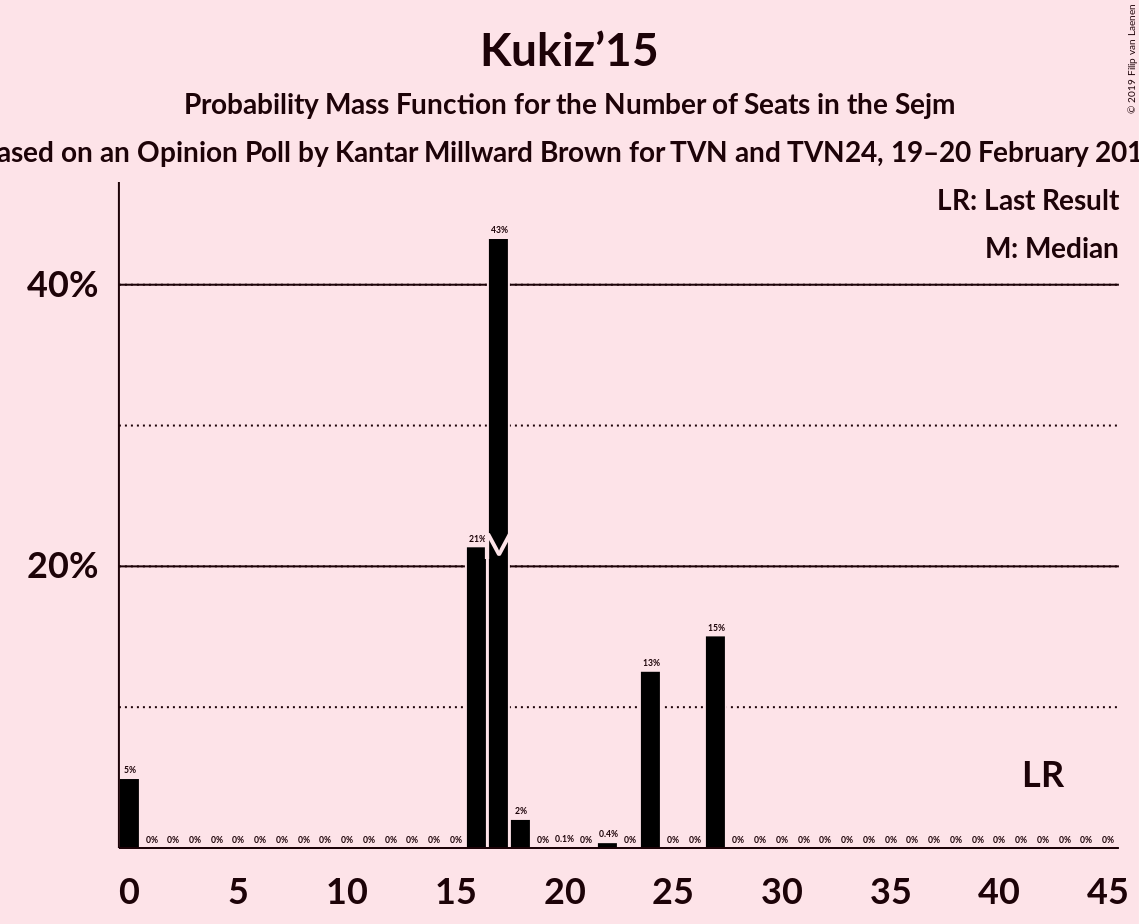 Kukiz’15
Probability Mass Function for the Number of Seats in the Sejm
ased on an Opinion Poll by Kantar Millward Brown for TVN and TVN24, 19–20 February 201
© 2019 Filip van Laenen
LR: Last Result
M: Median
43%
40%
21%
20%
15%
13%
LR
5%
2%
0% 0% 0% 0% 0% 0% 0% 0% 0% 0% 0% 0% 0% 0% 0% 0% 0.1% 0% 0.4% 0% 0% 0% 0% 0% 0% 0% 0% 0% 0% 0% 0% 0% 0% 0% 0% 0% 0% 0% 0% 0% 0%
0 5 10 15 20 25 30 35 40 45